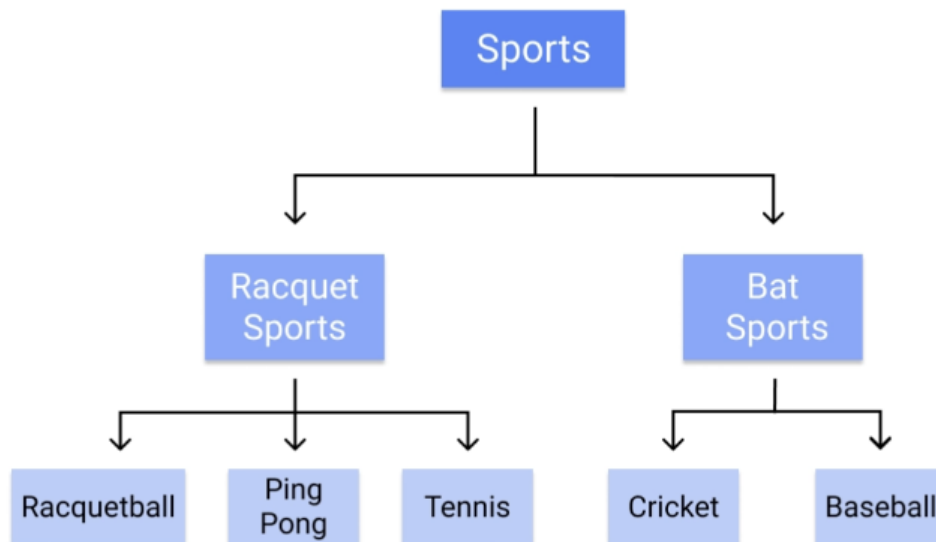 Sports
Racquet
Sports
Bat
Sports
Racquetball
Ping
Pong
Tennis
Cricket
Baseball